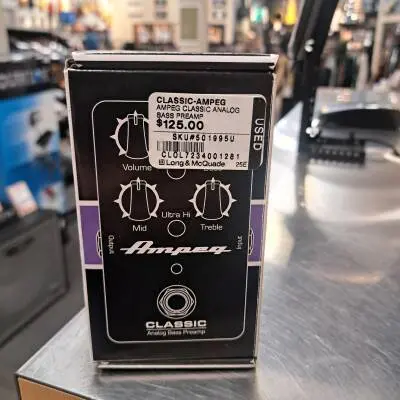 CLASSIC-AMPEG
AMPEG CLASSIC ANALOG
BASS PREAMP
$125.00
SKU#501995U
CLOL7234001281
Long & McQuade
25E
USED
Volume
Mid
Ultra Hi
Treble
Output
Input
Ampeg
CLASSIC
Analog Bass Preamp